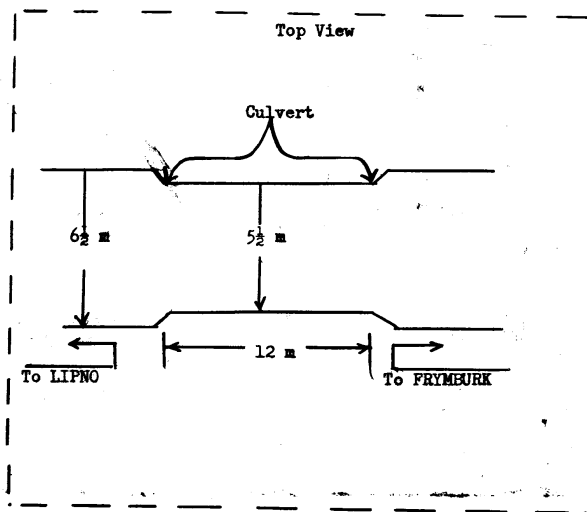 Top View
Culvert
6½ m
5½ m
12 m
To LIPNO
To FRYMBURK